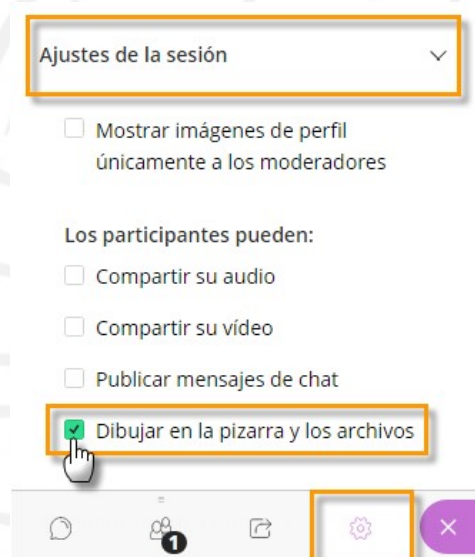 Ajustes de la sesión
Mostrar imágenes de perfil
únicamente a los moderadores
Los participantes pueden:
Compartir su audio
Compartir su vídeo
Publicar mensajes de chat
Dibujar en la pizarra y los archivos
1